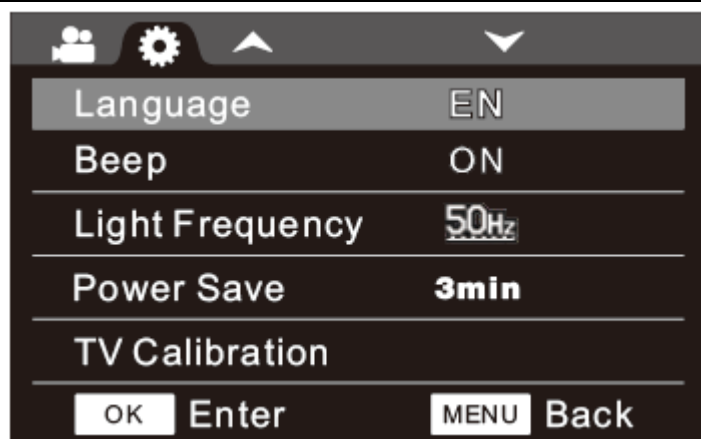 Language EN
Beep ON
Light Frequency 50Hz
Power Save 3min
TV Calibration
OK Enter MENU Back